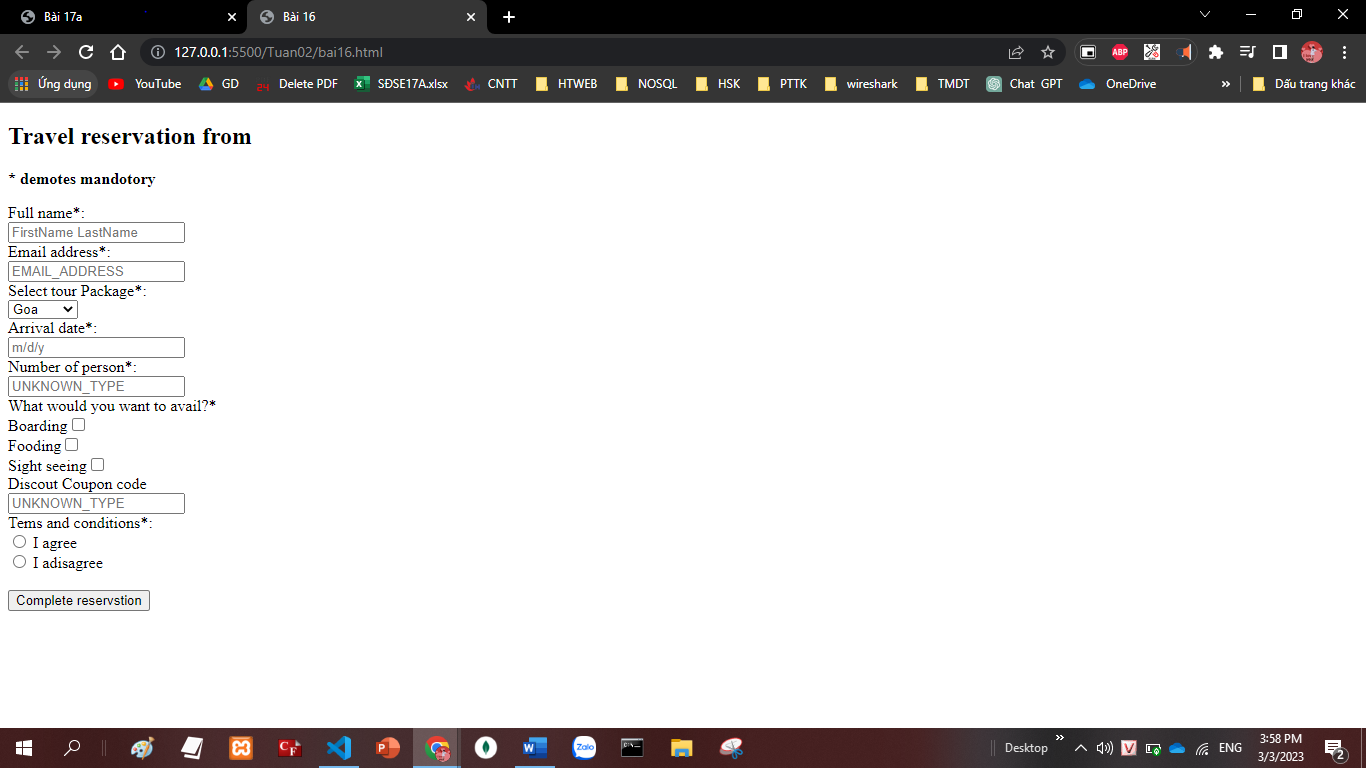 Bài 17a
Bài 16
127.0.0.1:5500/Tuan02/bai16.html
ABP
Ứng dụng YouTube GD 24 Delete PDF SĐSE17A.xlsx CNTT HTWEB NOSQL HSK PTTK wireshark TMDT Chat GPT OneDrive » Dấu trang khác
Travel reservation from
* demotes mandotory
Full name*:
FirstName LastName
Email address*:
EMAIL_ADDRESS
Select tour Package*:
Goa
Arrival date*:
m/d/y
Number of person*:
UNKNOWN_TYPE
What would you want to avail?*
Boarding
Fooding
Sight seeing
Discout Coupon code
UNKNOWN_TYPE
Tems and conditions*:
I agree
I adisagree
Complete reservstion
CF
P
W
Zalo
Desktop »
V
ENG
3:58 PM
3/3/2023
2